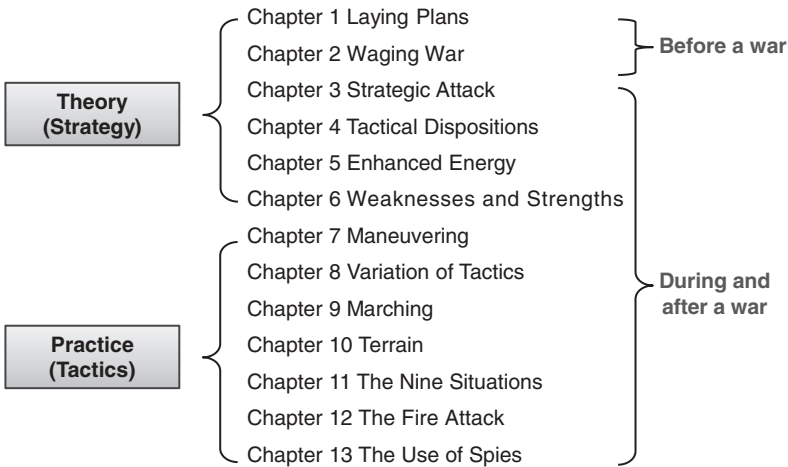 Chapter 1 Laying Plans
Chapter 2 Waging War
Before a war
Chapter 3 Strategic Attack
Theory
(Strategy)
Chapter 4 Tactical Dispositions
Chapter 5 Enhanced Energy
Chapter 6 Weaknesses and Strengths
Chapter 7 Maneuvering
Chapter 8 Variation of Tactics
During and
after a war
Chapter 9 Marching
Practice
(Tactics)
Chapter 10 Terrain
Chapter 11 The Nine Situations
Chapter 12 The Fire Attack
Chapter 13 The Use of Spies